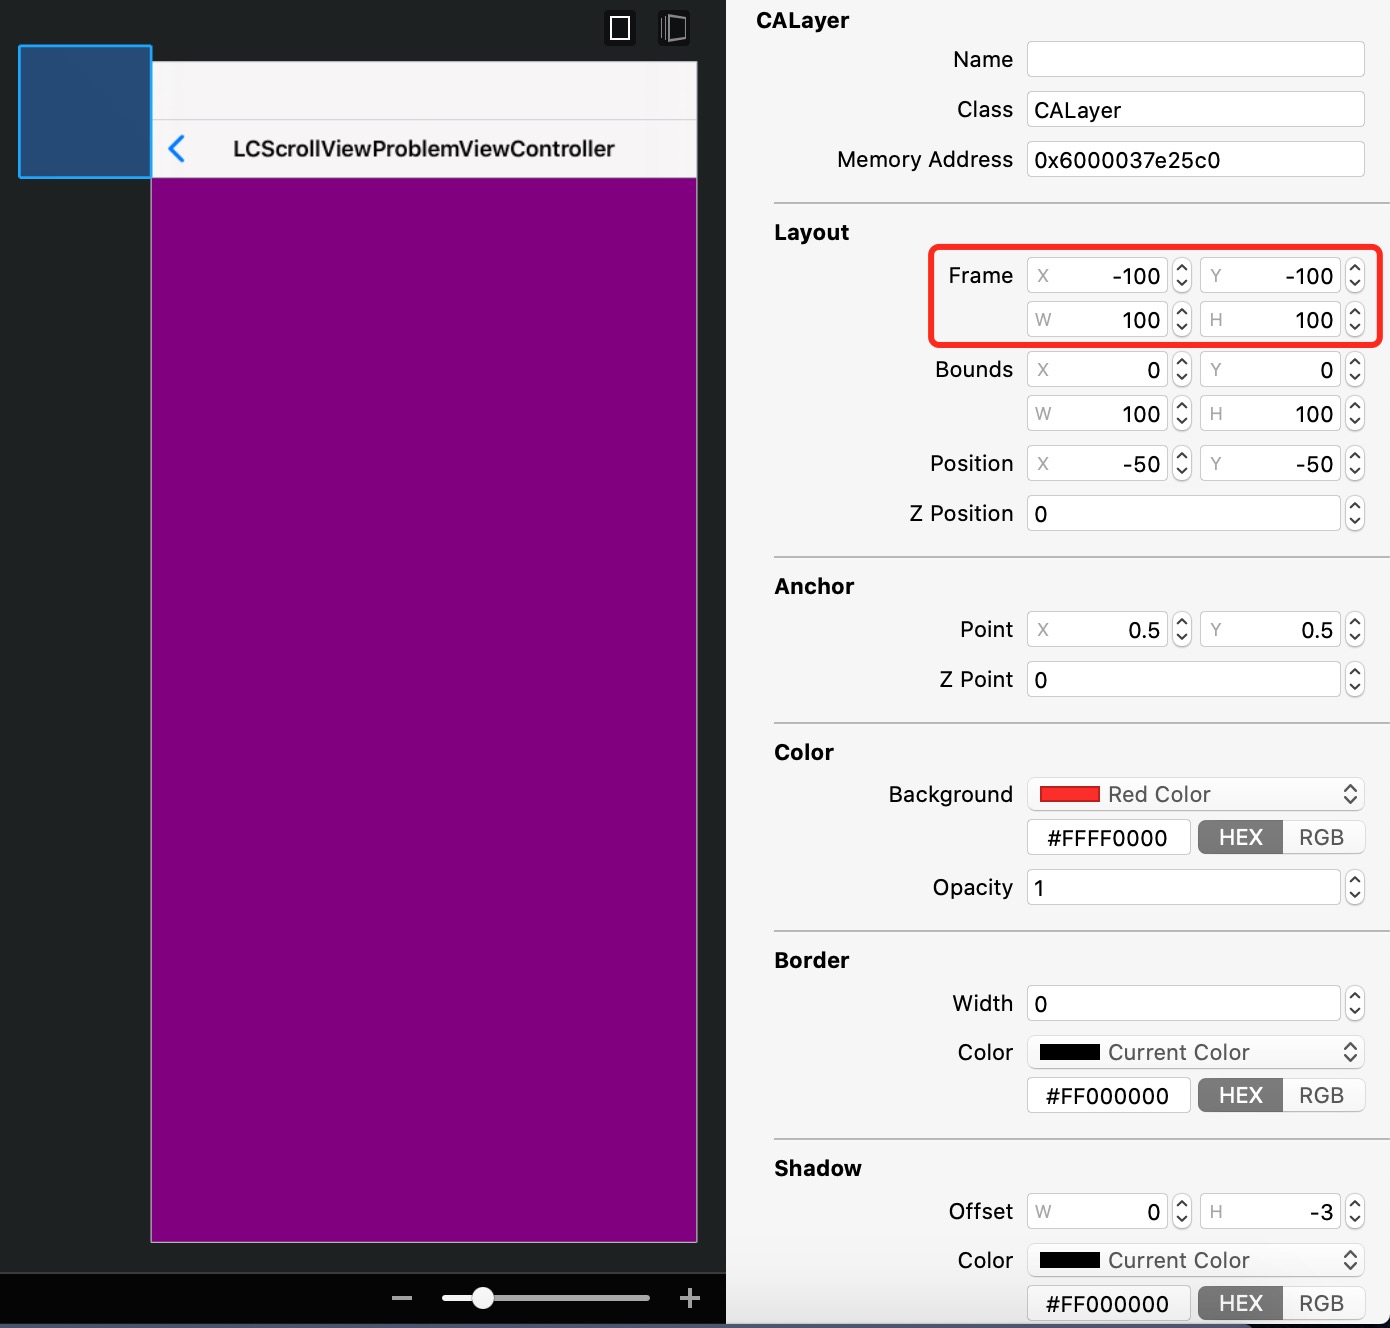 LCScrollViewProblemViewController
CALayer
Name
Class CALayer
Memory Address 0x6000037e25c0
Layout
Frame X -100 Y -100
W 100 H 100
Bounds X 0 Y 0
W 100 H 100
Position X -50 Y -50
Z Position 0
Anchor
Point X 0.5 Y 0.5
Z Point 0
Color
Background Red Color
#FFFF0000 HEX RGB
Opacity 1
Border
Width 0
Color Current Color
#FF000000 HEX RGB
Shadow
Offset W 0 H -3
Color Current Color
#FF000000 HEX RGB